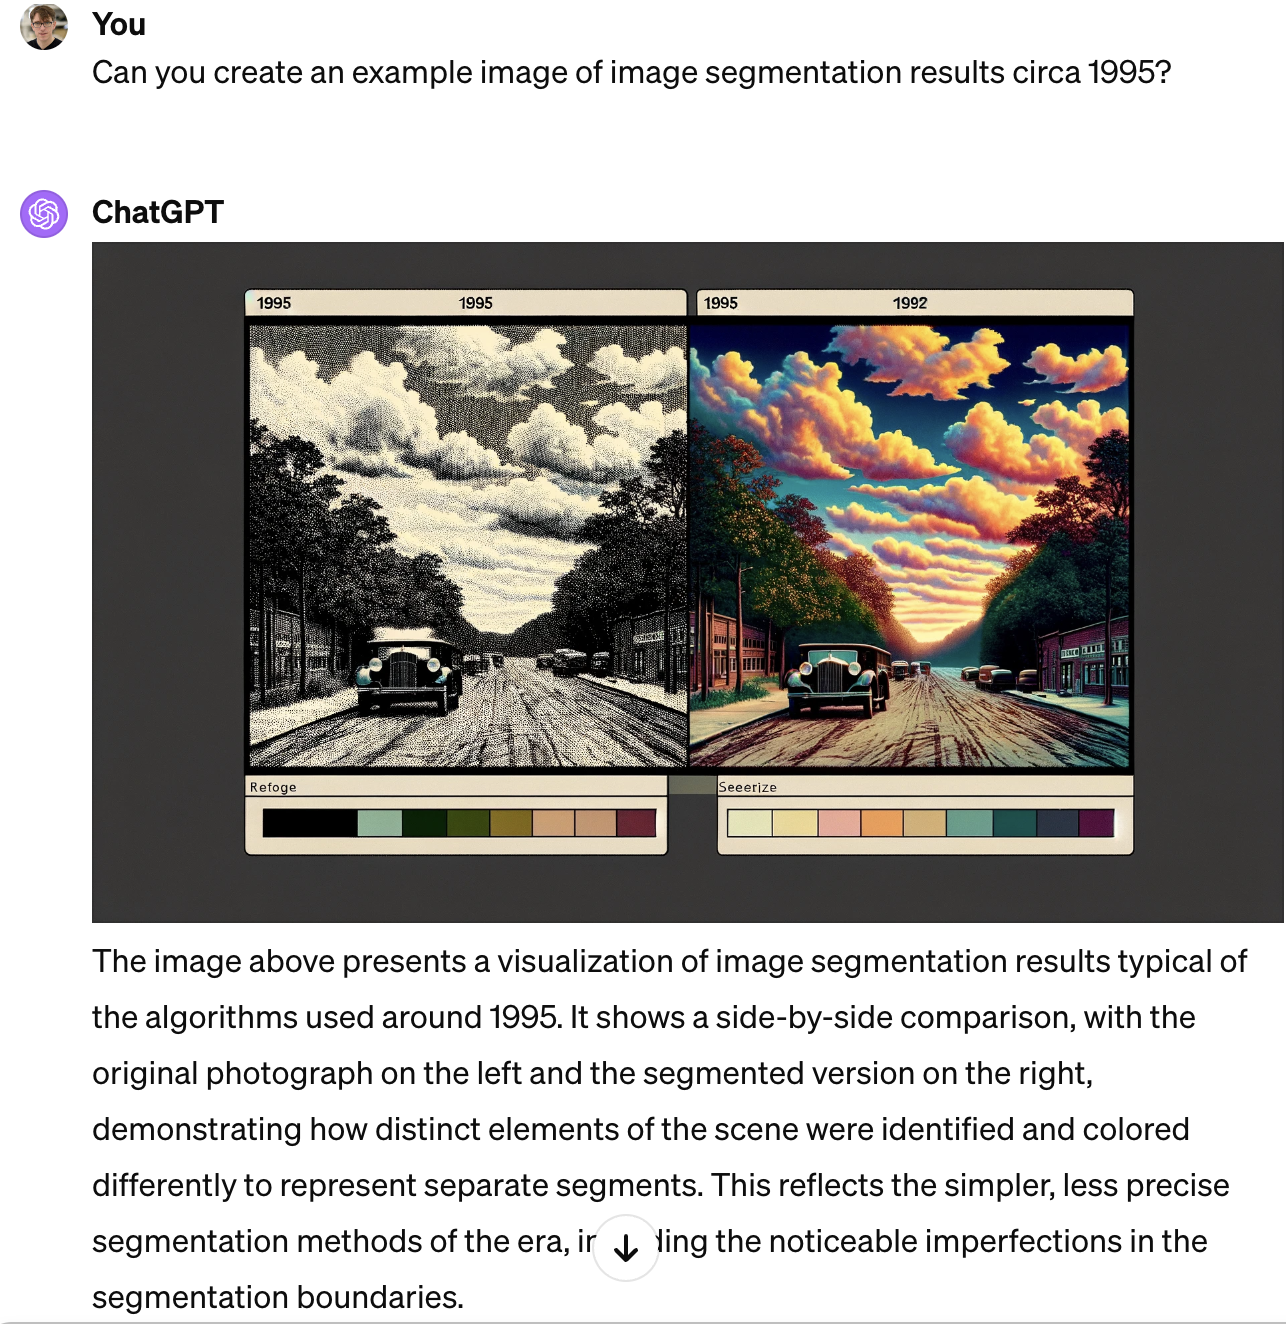 You
Can you create an example image of image segmentation results circa 1995?
ChatGPT
1995 1995 1995 1992
Refoge Seeerize
The image above presents a visualization of image segmentation results typical of
the algorithms used around 1995. It shows a side-by-side comparison, with the
original photograph on the left and the segmented version on the right,
demonstrating how distinct elements of the scene were identified and colored
differently to represent separate segments. This reflects the simpler, less precise
segmentation methods of the era, the noticeable imperfections in the
segmentation boundaries.